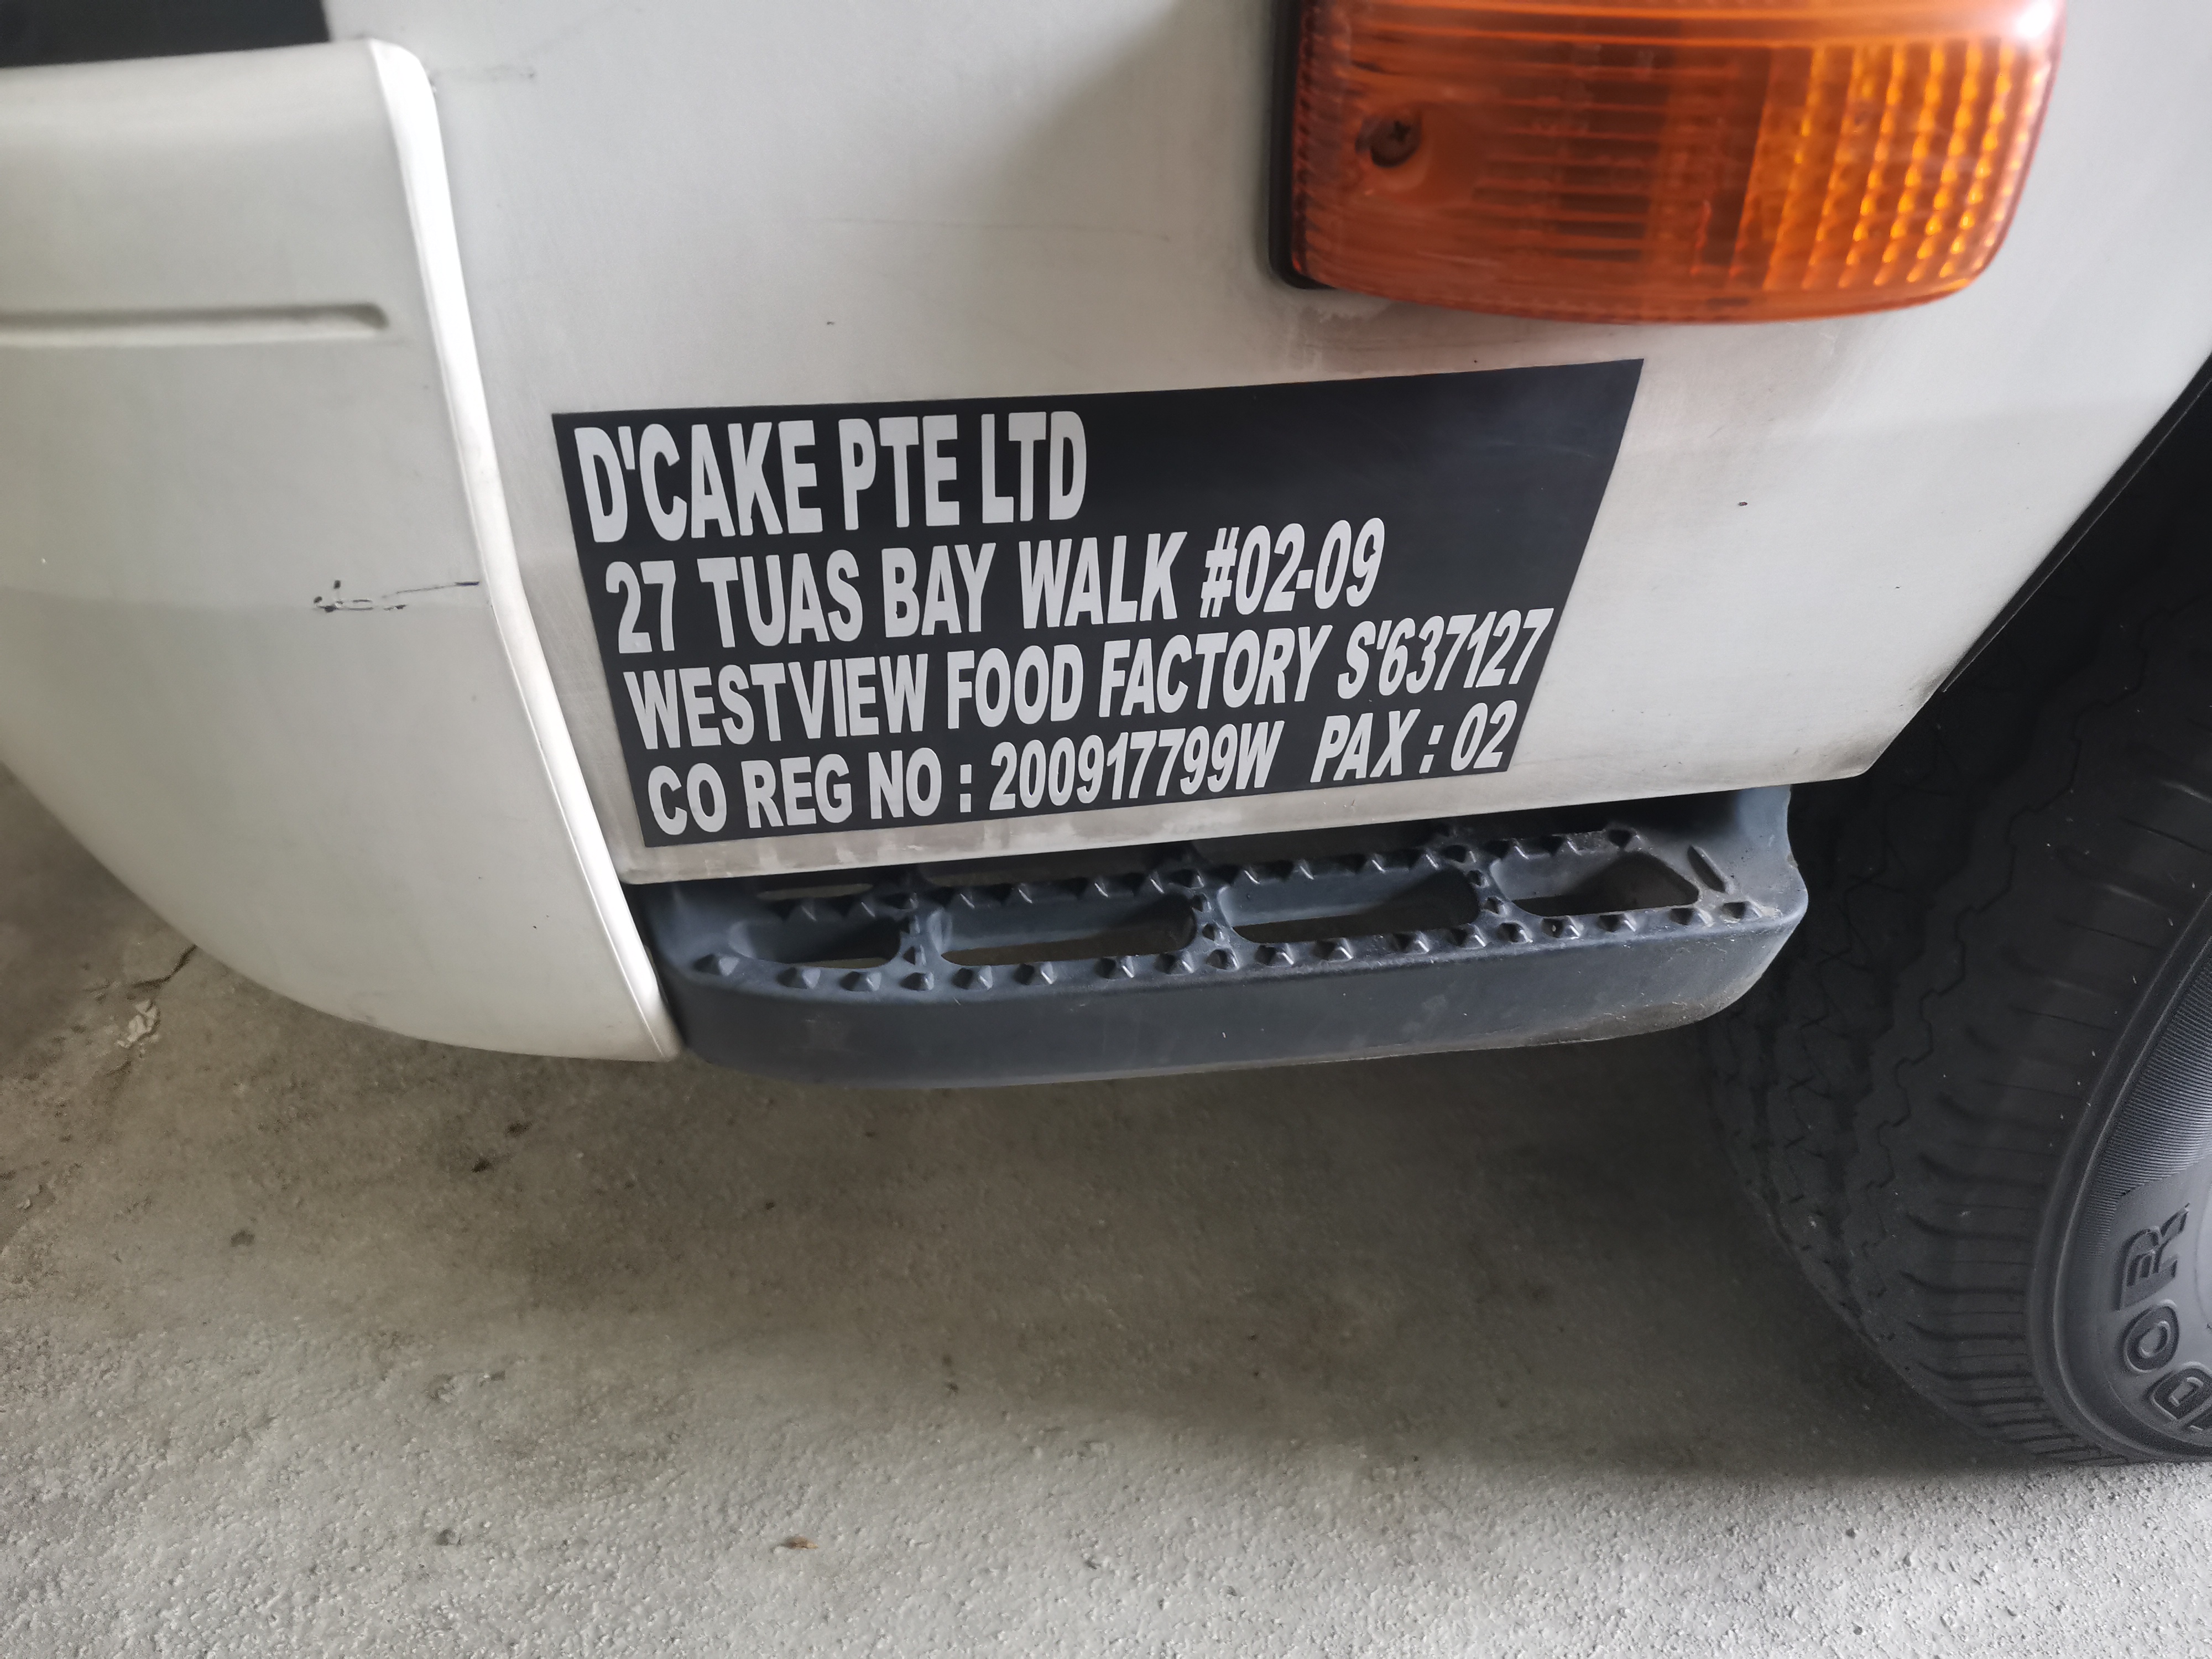 D'CAKE PTE LTD
27 TUAS BAY WALK #02-09
WESTVIEW FOOD FACTORY S'637127
CO REG NO : 200917799W PAX : 02